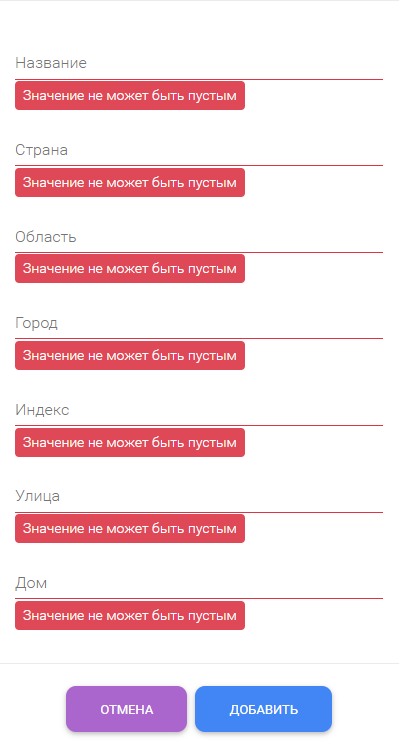 Название
Значение не может быть пустым
Страна
Значение не может быть пустым
Область
Значение не может быть пустым
Город
Значение не может быть пустым
Индекс
Значение не может быть пустым
Улица
Значение не может быть пустым
Дом
Значение не может быть пустым
ОТМЕНА ДОБАВИТЬ